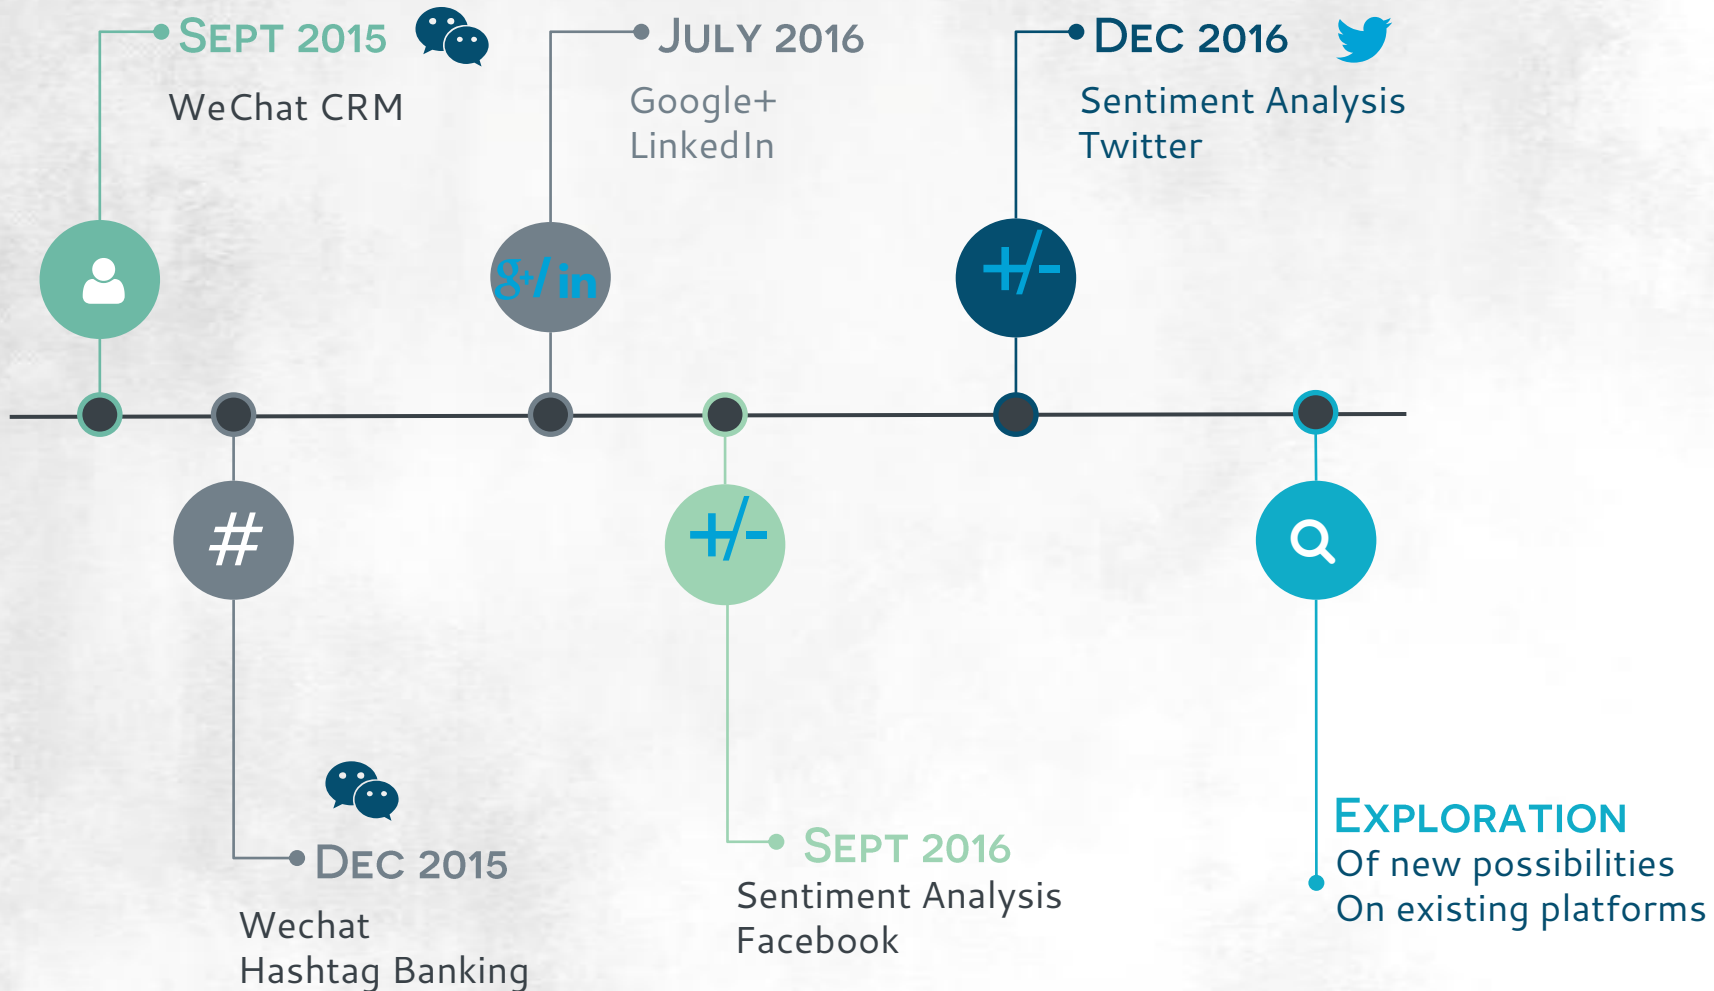 SEPT 2015
WeChat CRM
JULY 2016
Google+
LinkedIn
DEC 2016
Sentiment Analysis
Twitter
g+/in
+/-
#
+/-
DEC 2015
Wechat
Hashtag Banking
SEPT 2016
Sentiment Analysis
Facebook
EXPLORATION
Of new possibilities
On existing platforms